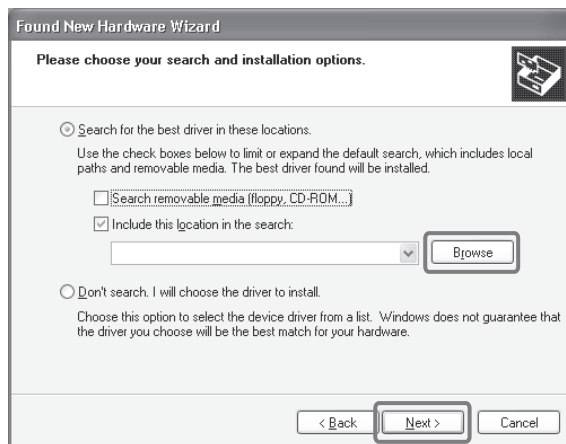 Found New Hardware Wizard
Please choose your search and installation options.
Search for the best driver in these locations.
Use the check boxes below to limit or expand the default search, which includes local
paths and removable media. The best driver found will be installed.
Search removable media (floppy, CD-ROM...)
Include this location in the search:
Browse
Don't search. I will choose the driver to install.
Choose this option to select the device driver from a list. Windows does not guarantee that
the driver you choose will be the best match for your hardware.
< Back
Next >
Cancel